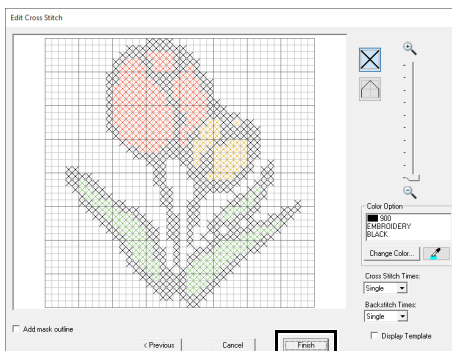 Edit Cross Stitch
Color Option
900
EMBROIDERY
BLACK
Change Color...
Cross Stitch Times:
Single
Backstitch Times:
Single
Display Template
Add mask outline
< Previous
Cancel
Finish